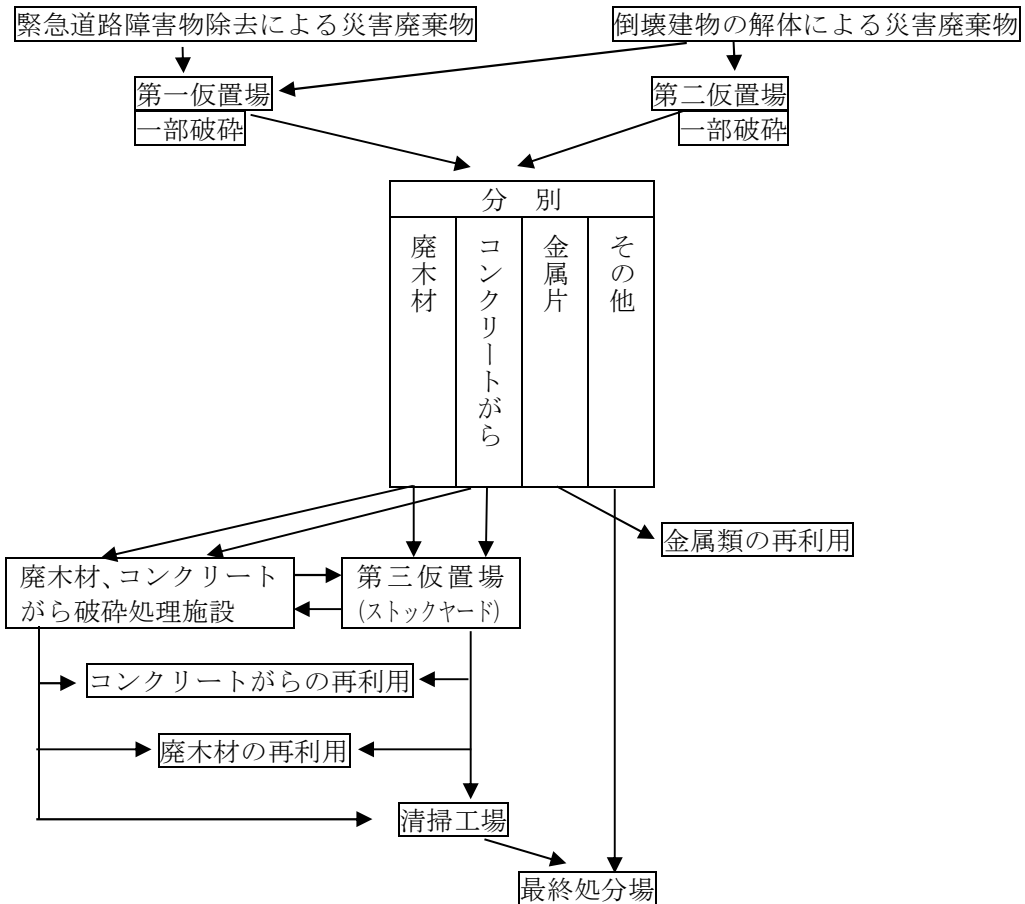 緊急道路障害物除去による災害廃棄物
倒壊建物の解体による災害廃棄物
第一仮置場
一部破砕
第二仮置場
一部破砕
分 別
廃木材
コンクリートがら
金属片
その他
金属類の再利用
廃木材、コンクリート
がら破砕処理施設
第三仮置場
(ストックヤード)
コンクリートがらの再利用
廃木材の再利用
清掃工場
最終処分場